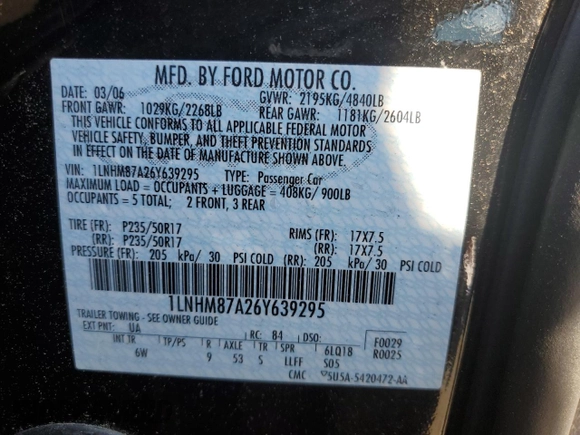 MFD. BY FORD MOTOR CO.
DATE: 03/06 GVWR: 2195KG/4840LB
FRONT GAWR: 1029KG/2268LB REAR GAWR: 1181KG/2604LB
THIS VEHICLE CONFORMS TO ALL APPLICABLE FEDERAL MOTOR
VEHICLE SAFETY, BUMPER, AND THEFT PREVENTION STANDARDS
IN EFFECT ON THE DATE OF MANUFACTURE SHOWN ABOVE.
VIN: 1LNHM87A26Y639295 TYPE: Passenger Car
MAXIMUM LOAD = OCCUPANTS + LUGGAGE = 408KG/900LB
OCCUPANTS = 5 TOTAL; 2 FRONT, 3 REAR
TIRE (FR): P235/50R17 RIMS (FR): 17X7.5
(RR): P235/50R17 (RR): 17X7.5
PRESSURE (FR): 205 kPa/ 30 PSI COLD (RR): 205 kPa/ 30 PSI COLD
1LNHM87A26Y639295
TRAILER TOWING - SEE OWNER GUIDE
EXT PNT: UA RC: 84 DSO: F0029
INT TR TP/PS R AXLE TR SPR 6LQ18 R0025
6W 9 53 S LLFF S05
CMC 5U5A-5420472-AA